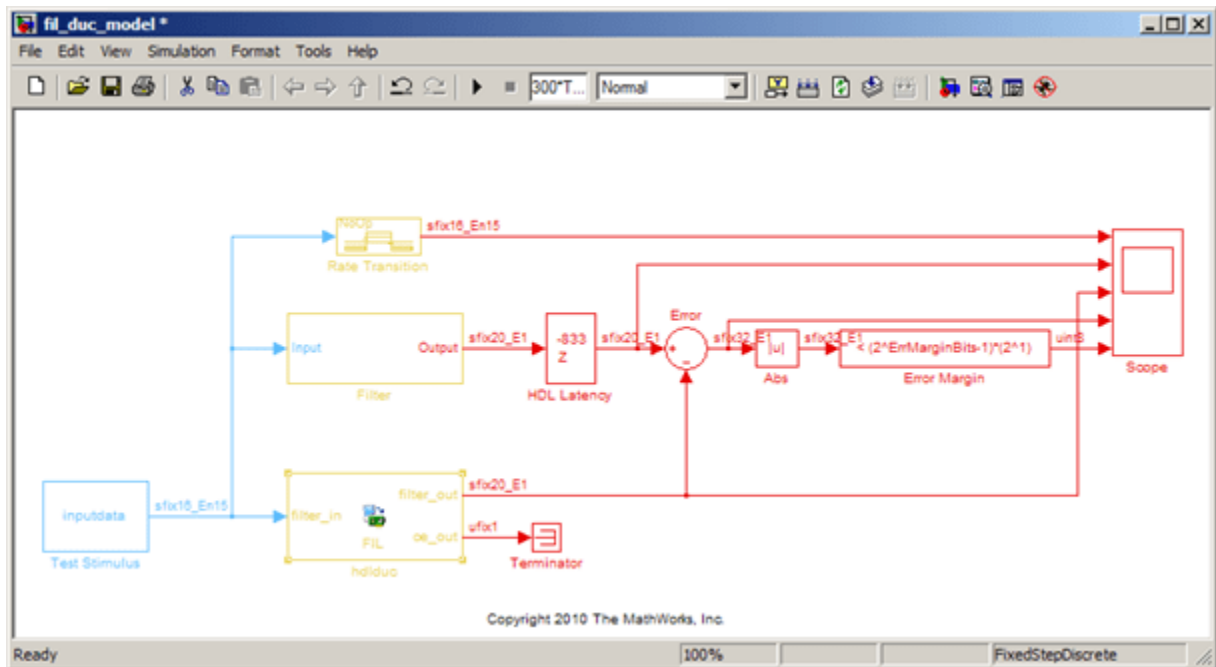 fil_duc_model *
File Edit View Simulation Format Tools Help
300*T... Normal
NoOp
sfix16_En15
Rate Transition
Error
Input Output
sfix20_E1
-833
Z
sfix20_E1
+
-
sfix32_E1
|u|
sfix32_E1
< (2^ErrMarginBits-1)*(2^1)
uint8
Filter
HDL Latency
Abs
Error Margin
Scope
inputdata
sfix16_En15
Test Stimulus
filter_in
FIL
filter_out
sfix20_E1
ce_out
ufix1
hdlduc
Terminator
Copyright 2010 The MathWorks, Inc.
Ready 100% FixedStepDiscrete